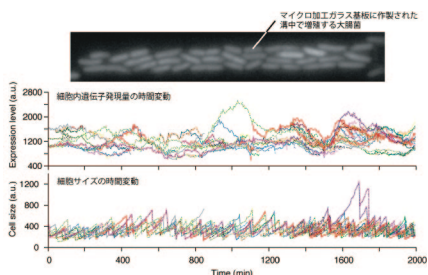 マイクロ加工ガラス基板に作製された
溝中で増殖する大腸菌
細胞内遺伝子発現量の時間変動
Expression level (a.u.)
2800
2000
1200
400
細胞サイズの時間変動
Cell size (a.u.)
1200
800
400
0
0 400 800 1200 1600 2000
Time (min)